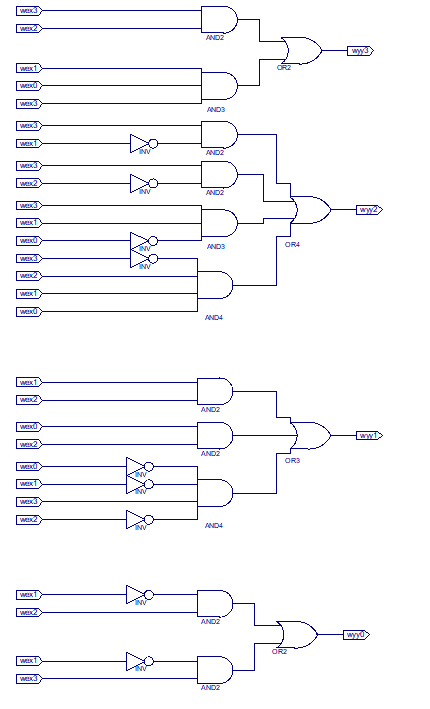 wex3
wex2
AND2
OR2
wyy3
wex1
wex0
wex3
AND3
wex3
wex1
INV
AND2
wex3
wex2
INV
AND2
wex3
wex1
wex0
INV
AND3
wex3
INV
wex2
wex1
wex0
AND4
OR4
wyy2
wex1
wex2
AND2
wex0
wex2
AND2
wex0
INV
wex1
INV
wex3
wex2
INV
AND4
OR3
wyy1
wex1
INV
wex2
AND2
OR2
wyy0
wex1
INV
wex3
AND2